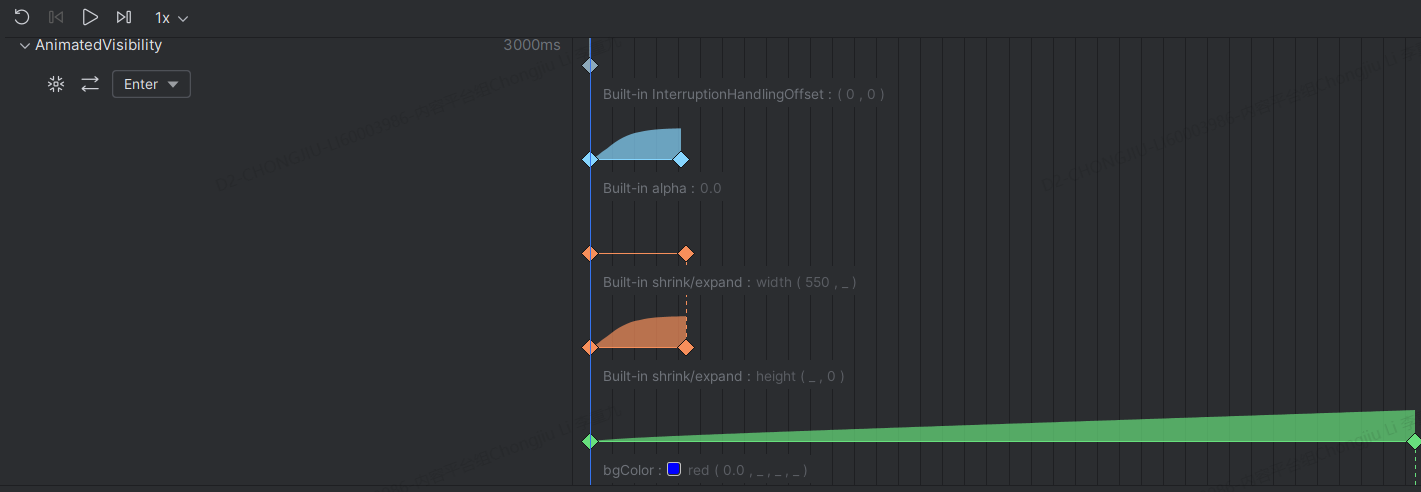 1x
AnimatedVisibility 3000ms
Enter
Built-in InterruptionHandlingOffset : ( 0 , 0 )
Built-in alpha : 0.0
Built-in shrink/expand : width ( 550 , _ )
Built-in shrink/expand : height ( _ , 0 )
bgColor : red ( 0.0 , _ , _ , _ )